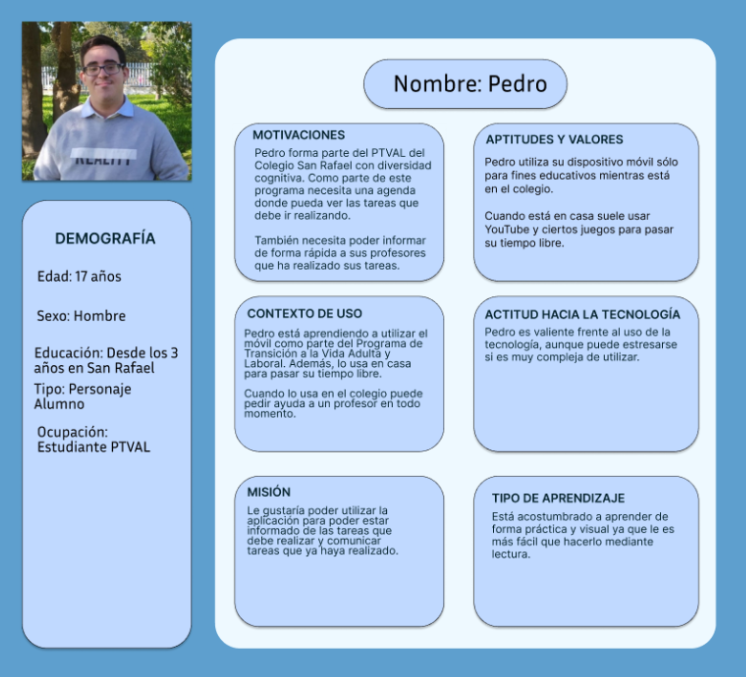 REALITY
DEMOGRAFÍA
Edad: 17 años
Sexo: Hombre
Educación: Desde los 3
años en San Rafael
Tipo: Personaje
Alumno
Ocupación:
Estudiante PTVAL
Nombre: Pedro
MOTIVACIONES
Pedro forma parte del PTVAL del
Colegio San Rafael con diversidad
cognitiva. Como parte de este
programa necesita una agenda
donde pueda ver las tareas que
debe ir realizando.
También necesita poder informar
de forma rápida a sus profesores
que ha realizado sus tareas.
APTITUDES Y VALORES
Pedro utiliza su dispositivo móvil sólo
para fines educativos mientras está
en el colegio.
Cuando está en casa suele usar
YouTube y ciertos juegos para pasar
su tiempo libre.
CONTEXTO DE USO
Pedro está aprendiendo a utilizar el
móvil como parte del Programa de
Transición a la Vida Adulta y
Laboral. Además, lo usa en casa
para pasar su tiempo libre.
Cuando lo usa en el colegio puede
pedir ayuda a un profesor en todo
momento.
ACTITUD HACIA LA TECNOLOGÍA
Pedro es valiente frente al uso de la
tecnología, aunque puede estresarse
si es muy compleja de utilizar.
MISIÓN
Le gustaría poder utilizar la
aplicación para poder estar
informado de las tareas que
debe realizar y comunicar
tareas que ya haya realizado.
TIPO DE APRENDIZAJE
Está acostumbrado a aprender de
forma práctica y visual ya que le es
más fácil que hacerlo mediante
lectura.